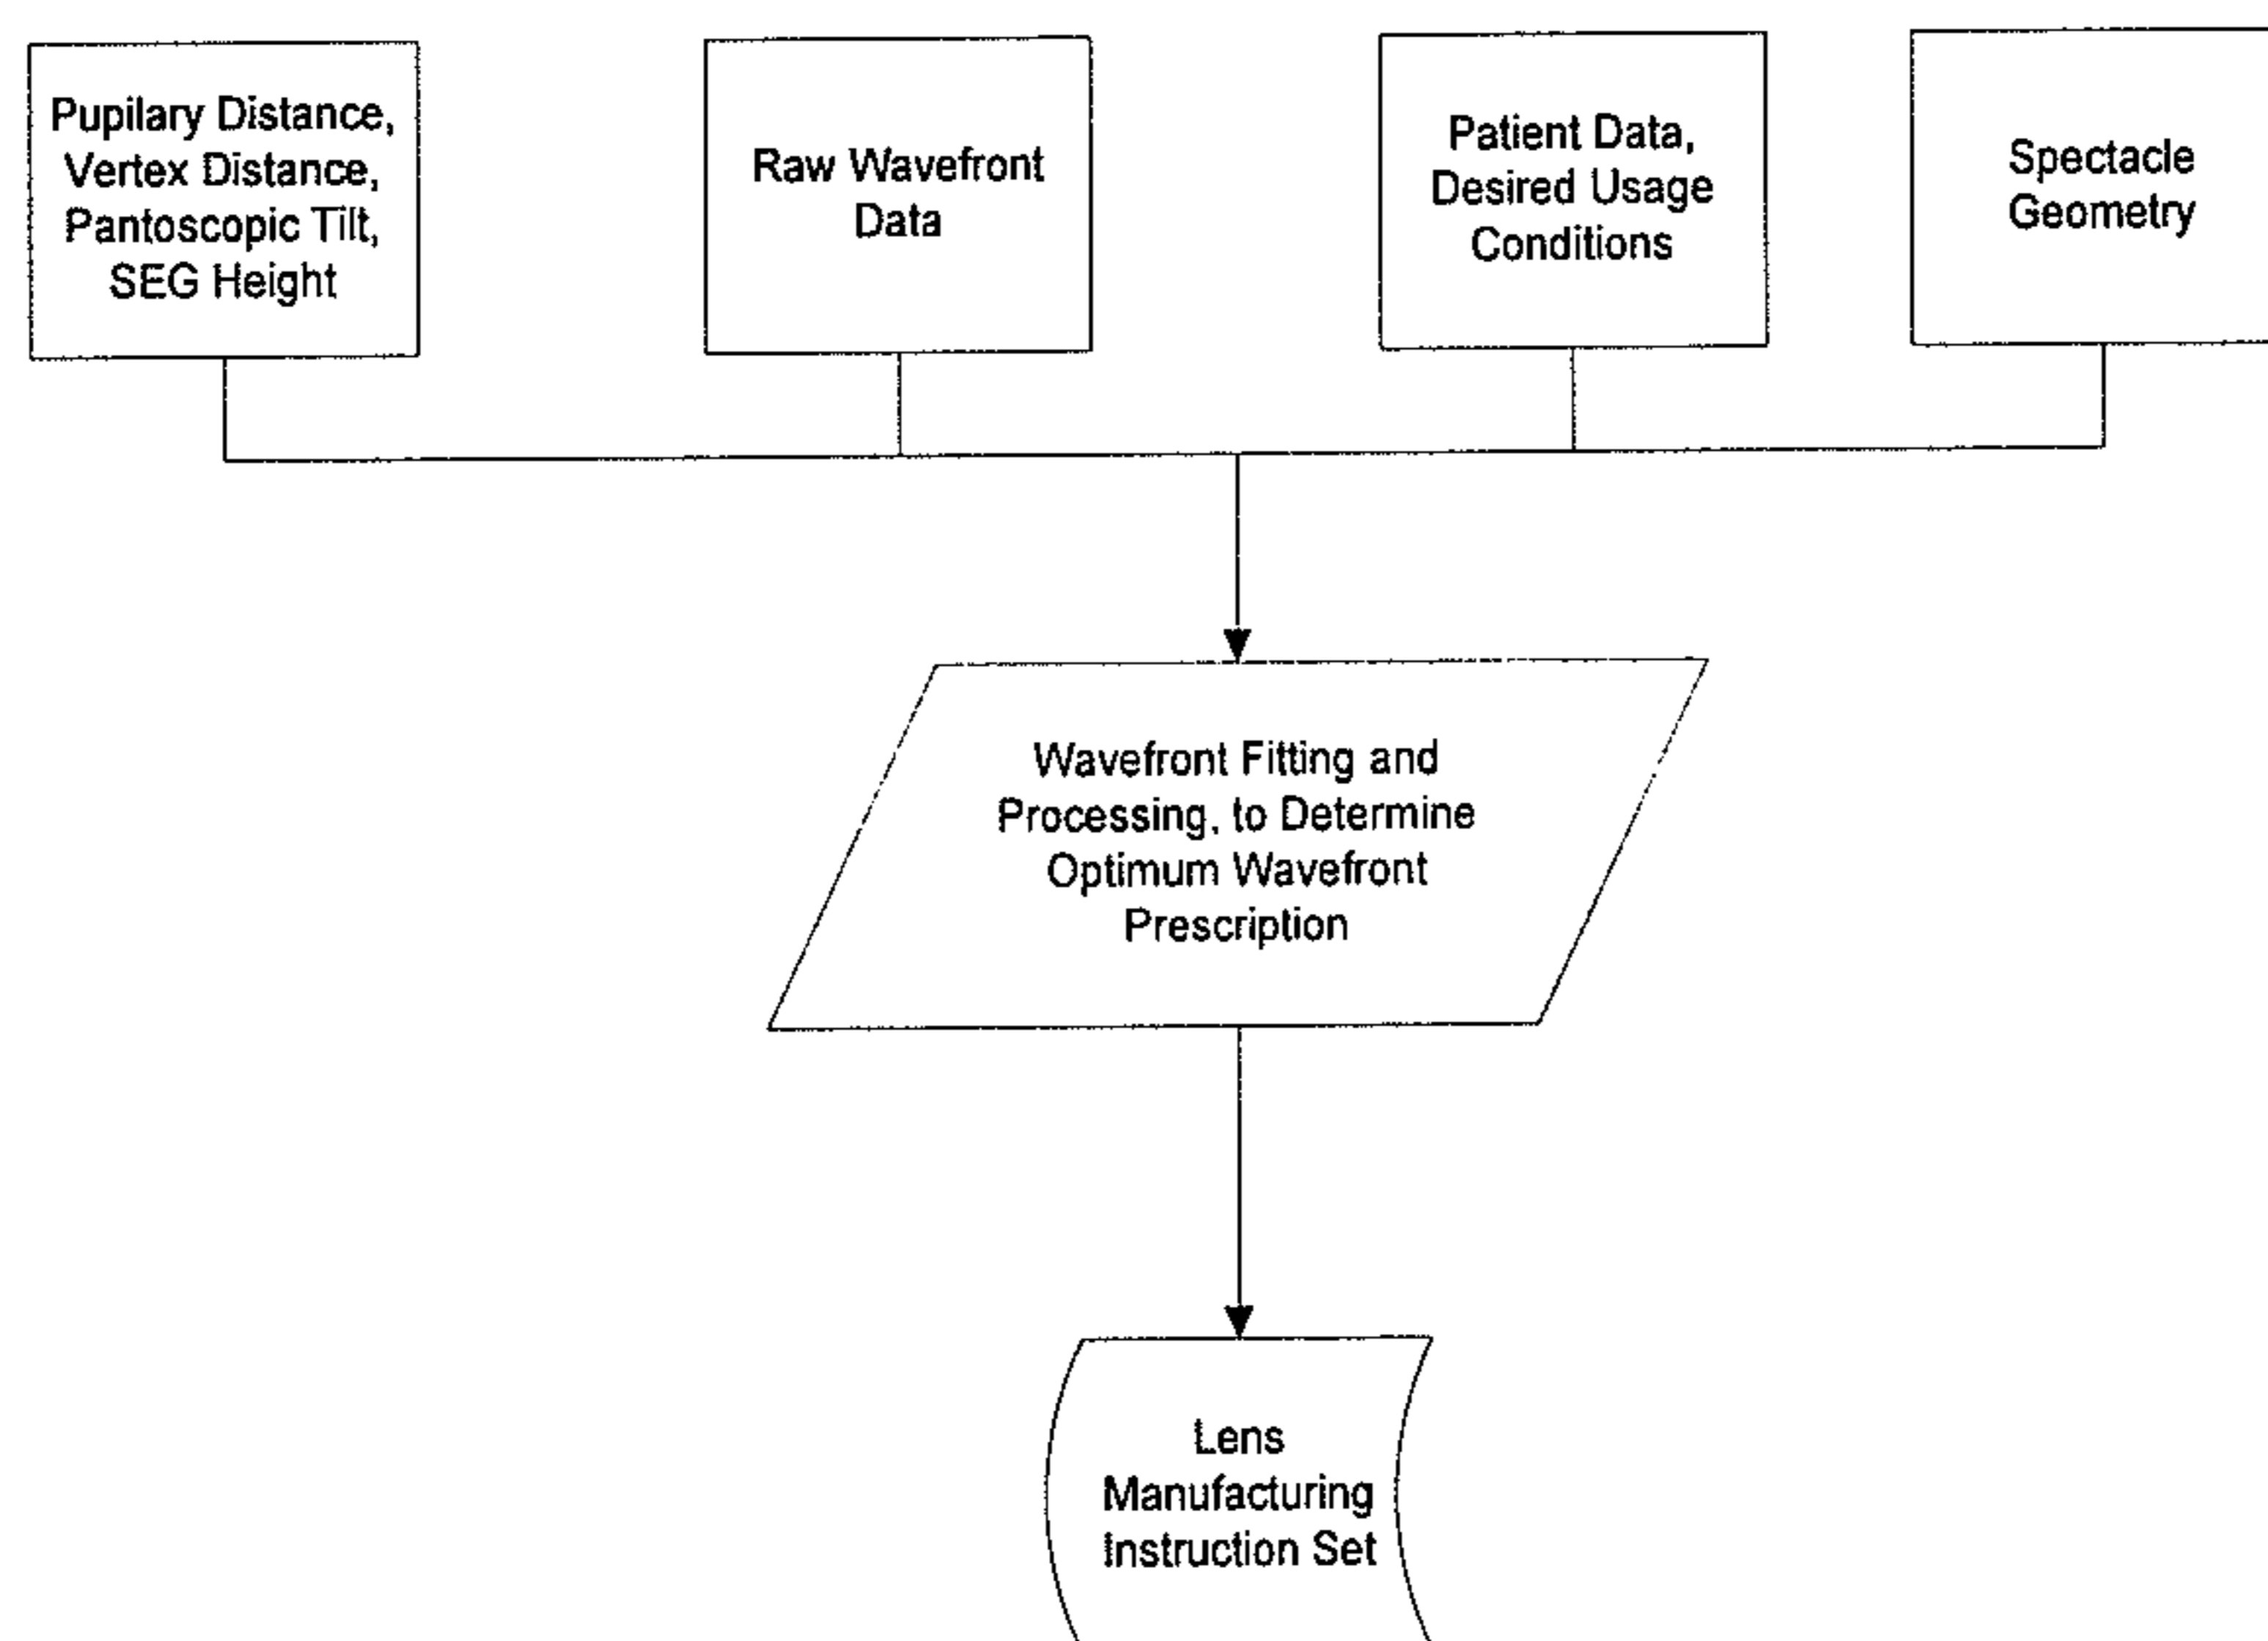 Pupilary Distance,
Vertex Distance,
Pantoscopic Tilt,
SEG Height
Raw Wavefront
Data
Patient Data,
Desired Usage
Conditions
Spectacle
Geometry
Wavefront Fitting and
Processing, to Determine
Optimum Wavefront
Prescription
Lens
Manufacturing
Instruction Set